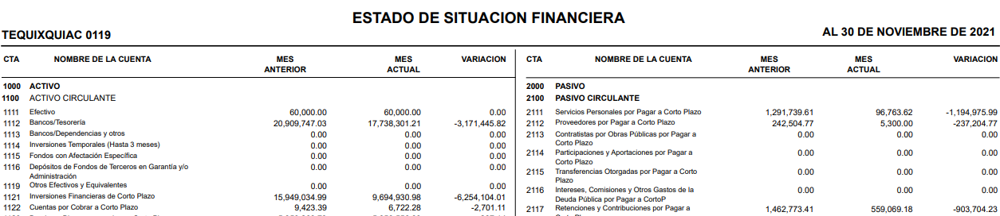 ESTADO DE SITUACION FINANCIERA
TEQUIXQUIAC 0119
AL 30 DE NOVIEMBRE DE 2021
CTA NOMBRE DE LA CUENTA MES ANTERIOR MES ACTUAL VARIACION
1000 ACTIVO
1100 ACTIVO CIRCULANTE
1111 Efectivo 60,000.00 60,000.00 0.00
1112 Bancos/Tesorería 20,909,747.03 17,738,301.21 -3,171,445.82
1113 Bancos/Dependencias y otros 0.00 0.00 0.00
1114 Inversiones Temporales (Hasta 3 meses) 0.00 0.00 0.00
1115 Fondos con Afectación Específica 0.00 0.00 0.00
1116 Depósitos de Fondos de Terceros en Garantía y/o 0.00 0.00 0.00
Administración
1119 Otros Efectivos y Equivalentes 0.00 0.00 0.00
1121 Inversiones Financieras de Corto Plazo 15,949,034.99 9,694,930.98 -6,254,104.01
1122 Cuentas por Cobrar a Corto Plazo 9,423.39 6,722.28 -2,701.11
CTA NOMBRE DE LA CUENTA MES ANTERIOR MES ACTUAL VARIACION
2000 PASIVO
2100 PASIVO CIRCULANTE
2111 Servicios Personales por Pagar a Corto Plazo 1,291,739.61 96,763.62 -1,194,975.99
2112 Proveedores por Pagar a Corto Plazo 242,504.77 5,300.00 -237,204.77
2113 Contratistas por Obras Públicas por Pagar a 0.00 0.00 0.00
Corto Plazo
2114 Participaciones y Aportaciones por Pagar a 0.00 0.00 0.00
Corto Plazo
2115 Transferencias Otorgadas por Pagar a Corto 0.00 0.00 0.00
Plazo
2116 Intereses, Comisiones y Otros Gastos de la 0.00 0.00 0.00
Deuda Pública por Pagar a CortoP
2117 Retenciones y Contribuciones por Pagar a 1,462,773.41 559,069.18 -903,704.23